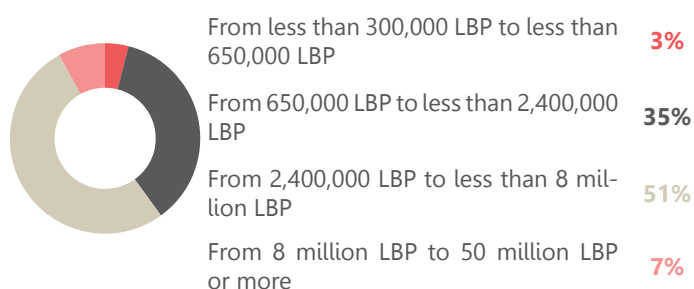 From less than 300,000 LBP to less than
650,000 LBP
3%
From 650,000 LBP to less than 2,400,000
LBP
35%
From 2,400,000 LBP to less than 8 mil-
lion LBP
51%
From 8 million LBP to 50 million LBP
or more
7%